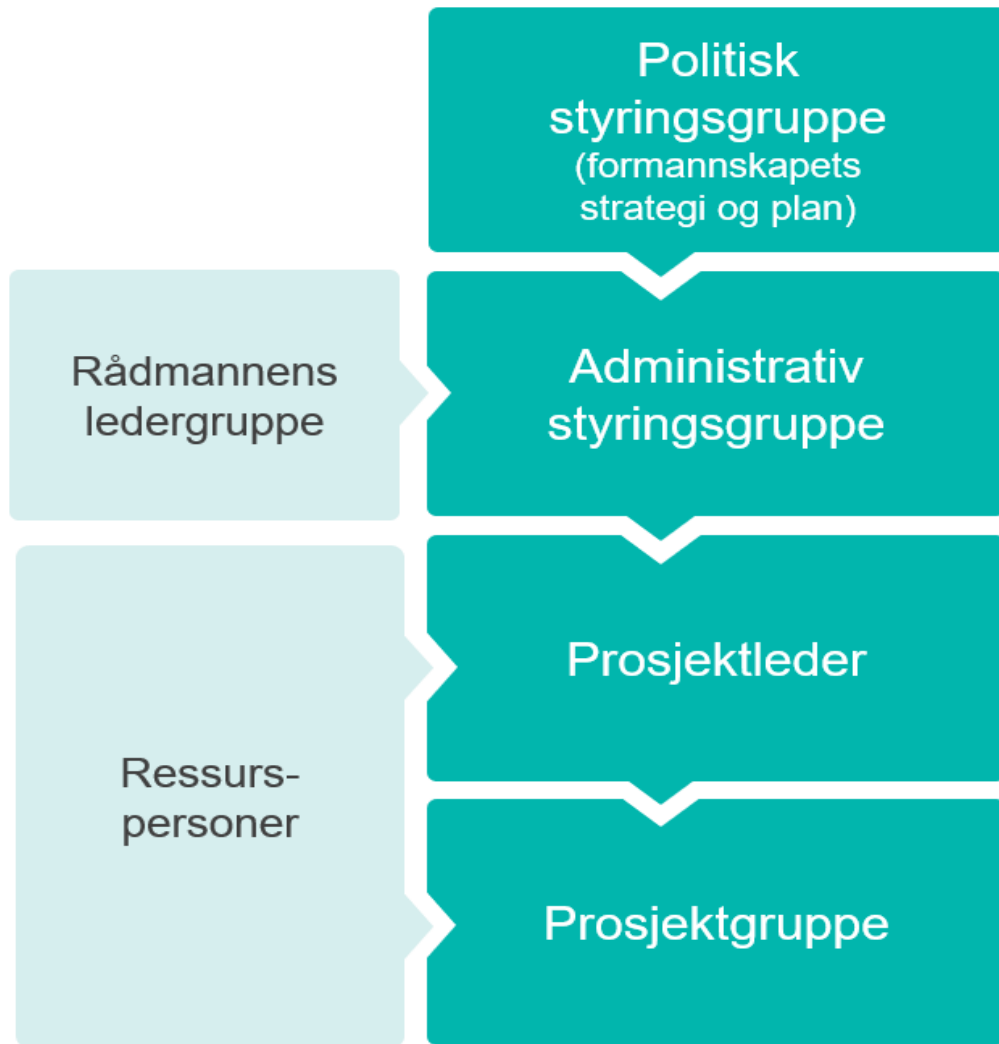 Politisk
styringsgruppe
(formannskapets
strategi og plan)
Rådmannens
ledergruppe
Administrativ
styringsgruppe
Prosjektleder
Ressurs-
personer
Prosjektgruppe